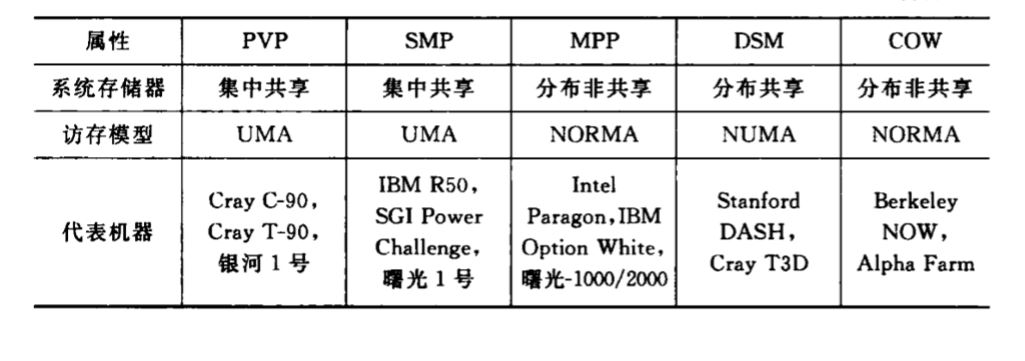 属性 PVP SMP MPP DSM COW
系统存储器 集中共享 集中共享 分布非共享 分布共享 分布非共享
访存模型 UMA UMA NORMA NUMA NORMA
代表机器
Cray C-90,
Cray T-90,
银河 1 号
IBM R50,
SGI Power
Challenge,
曙光 1 号
Intel
Paragon,IBM
Option White,
曙光-1000/2000
Stanford
DASH,
Cray T3D
Berkeley
NOW,
Alpha Farm